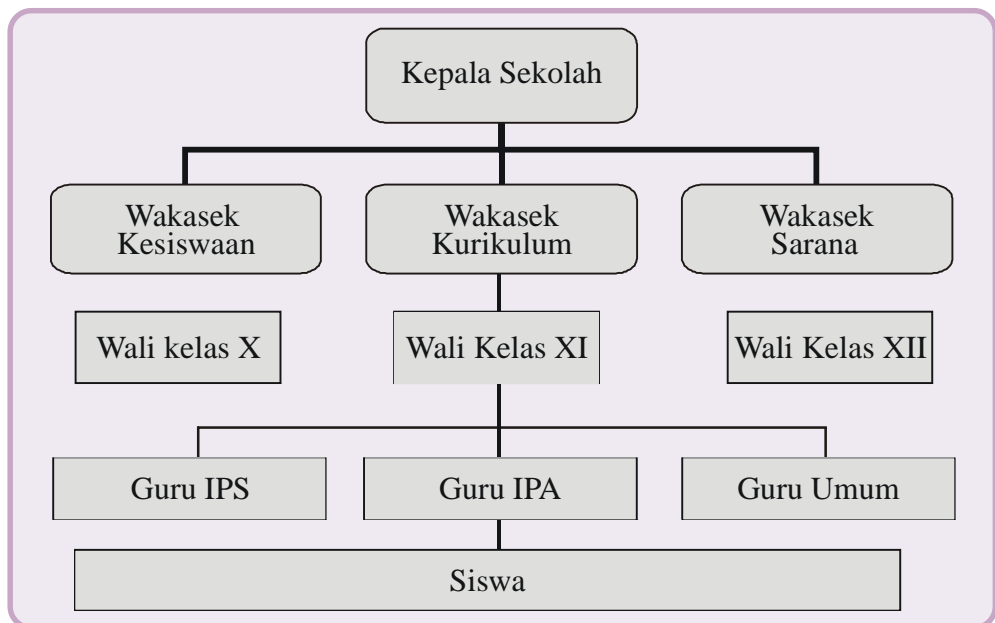 Kepala Sekolah
Wakasek
Kesiswaan
Wakasek
Kurikulum
Wakasek
Sarana
Wali kelas X
Wali Kelas XI
Wali Kelas XII
Guru IPS
Guru IPA
Guru Umum
Siswa